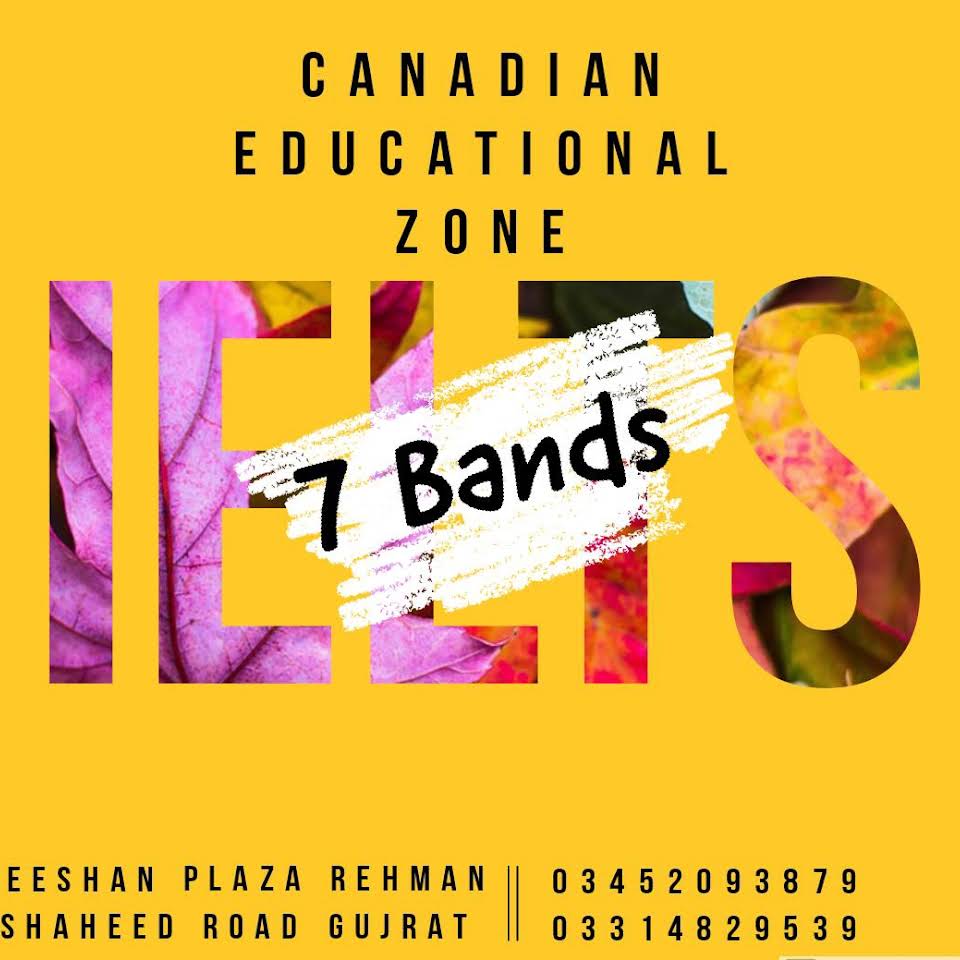 CANADIAN
EDUCATIONAL
ZONE
IELTS
7 Bands
EESHAN PLAZA REHMAN
SHAHEED ROAD GUJRAT
03452093879
03314829539